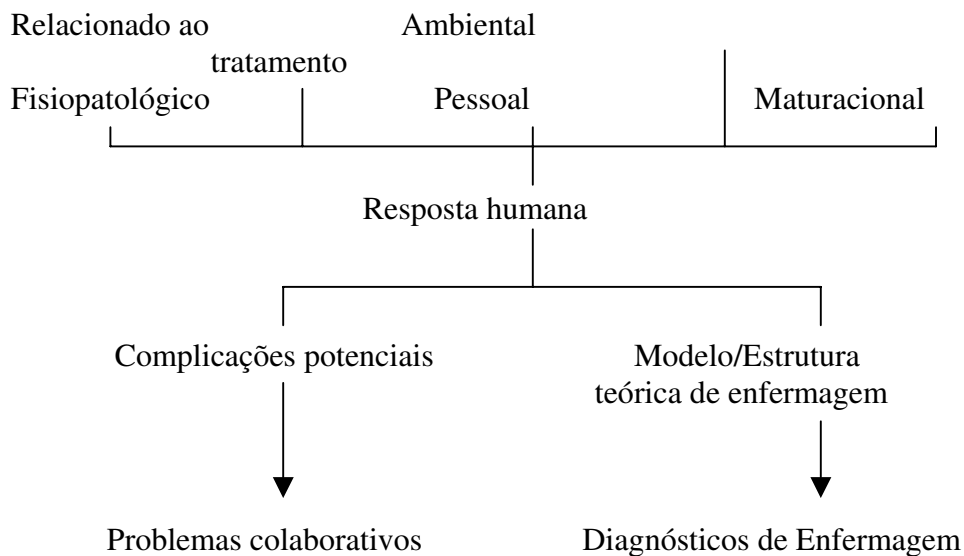 Relacionado ao Ambiental
tratamento
Fisiopatológico Pessoal Maturacional
Resposta humana
Complicações potenciais Modelo/Estrutura
teórica de enfermagem
Problemas colaborativos Diagnósticos de Enfermagem